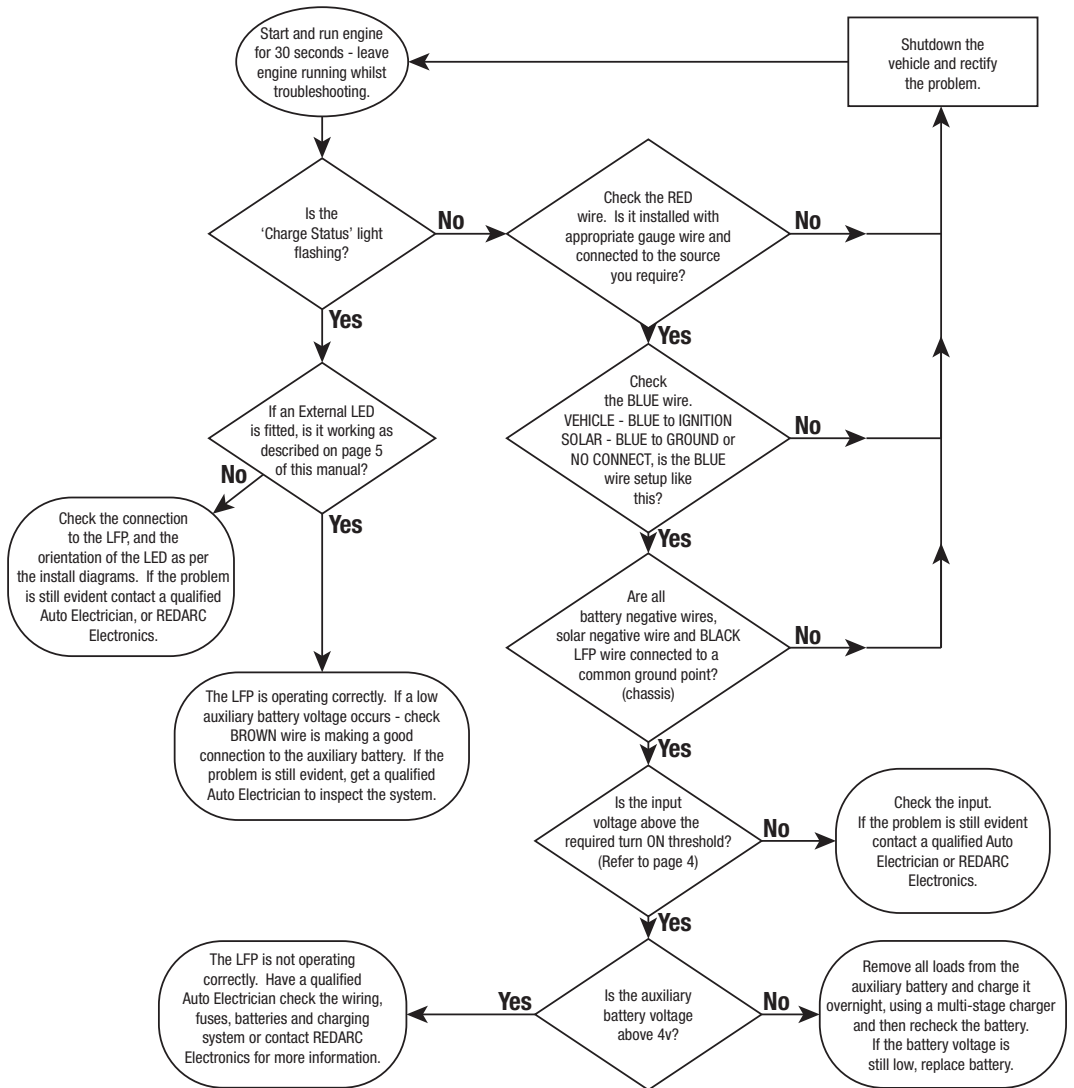 Start and run engine
for 30 seconds - leave
engine running whilst
troubleshooting.
Shutdown the
vehicle and rectify
the problem.
Is the
'Charge Status' light
flashing?
No
Check the RED
wire. Is it installed with
appropriate gauge wire and
connected to the source
you require?
No
Yes
Yes
If an External LED
is fitted, is it working as
described on page 5
of this manual?
Check
the BLUE wire.
VEHICLE - BLUE to IGNITION
SOLAR - BLUE to GROUND or
NO CONNECT, is the BLUE
wire setup like
this?
No
No
Yes
Check the connection
to the LFP, and the
orientation of the LED as per
the install diagrams. If the problem
is still evident contact a qualified
Auto Electrician, or REDARC
Electronics.
Yes
Are all
battery negative wires,
solar negative wire and BLACK
LFP wire connected to a
common ground point?
(chassis)
No
The LFP is operating correctly. If a low
auxiliary battery voltage occurs - check
BROWN wire is making a good
connection to the auxiliary battery. If the
problem is still evident, get a qualified
Auto Electrician to inspect the system.
Yes
Is the input
voltage above the
required turn ON threshold?
(Refer to page 4)
No
Check the input.
If the problem is still evident
contact a qualified Auto
Electrician or REDARC
Electronics.
Yes
The LFP is not operating
correctly. Have a qualified
Auto Electrician check the wiring,
fuses, batteries and charging
system or contact REDARC
Electronics for more information.
Yes
Is the auxiliary
battery voltage
above 4v?
No
Remove all loads from the
auxiliary battery and charge it
overnight, using a multi-stage charger
and then recheck the battery.
If the battery voltage is
still low, replace battery.